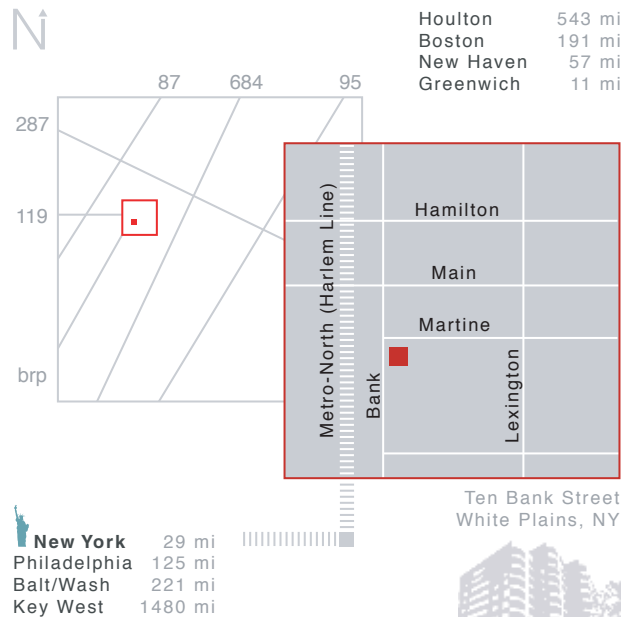 N
Houlton 543 mi
Boston 191 mi
New Haven 57 mi
Greenwich 11 mi
87 684 95
287
119
brp
Hamilton
Main
Martine
Metro-North (Harlem Line)
Bank
Lexington
Ten Bank Street
White Plains, NY
New York 29 mi
Philadelphia 125 mi
Balt/Wash 221 mi
Key West 1480 mi